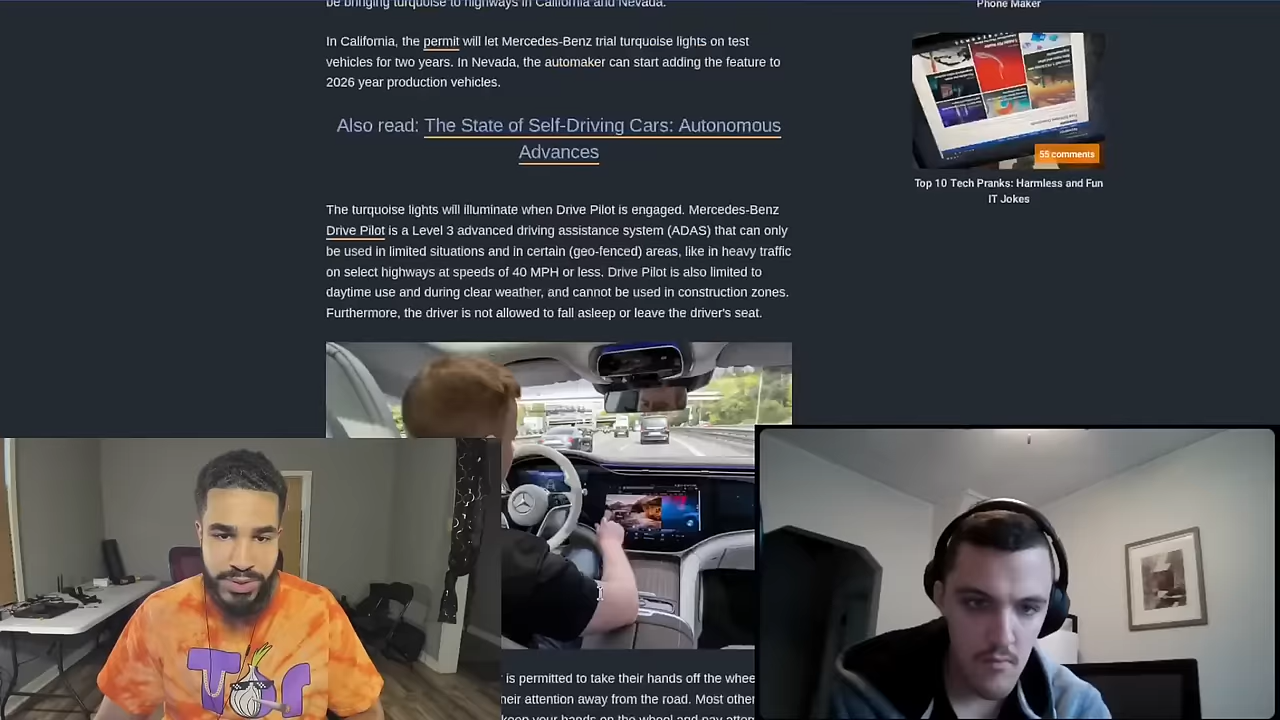 be bringing turquoise to highways in California and Nevada.
In California, the permit will let Mercedes-Benz trial turquoise lights on test
vehicles for two years. In Nevada, the automaker can start adding the feature to
2026 year production vehicles.
Also read: The State of Self-Driving Cars: Autonomous
Advances
The turquoise lights will illuminate when Drive Pilot is engaged. Mercedes-Benz
Drive Pilot is a Level 3 advanced driving assistance system (ADAS) that can only
be used in limited situations and in certain (geo-fenced) areas, like in heavy traffic
on select highways at speeds of 40 MPH or less. Drive Pilot is also limited to
daytime use and during clear weather, and cannot be used in construction zones.
Furthermore, the driver is not allowed to fall asleep or leave the driver's seat.
is permitted to take their hands off the whee
heir attention away from the road. Most other
keep your hands on the wheel and pay
Phone Maker
55 comments
Top 10 Tech Pranks: Harmless and Fun
IT Jokes